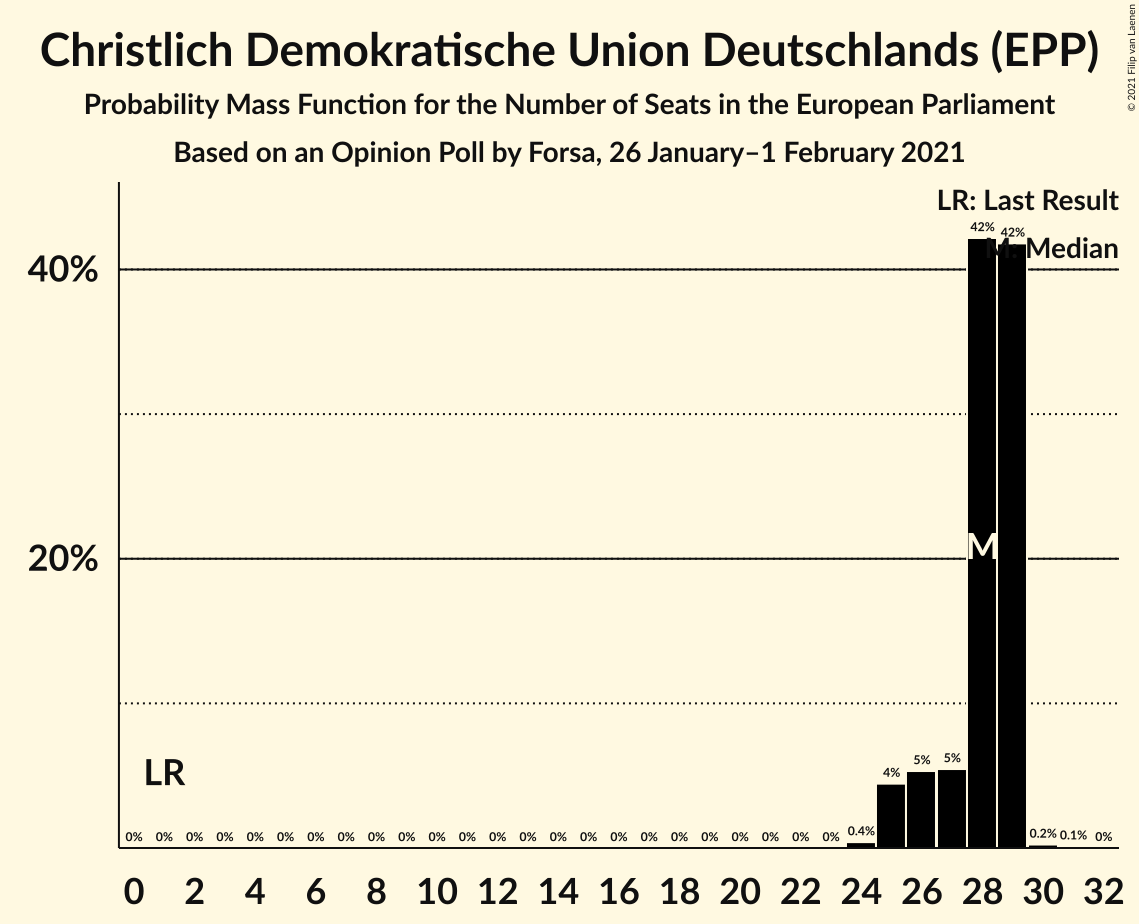 Christlich Demokratische Union Deutschlands (EPP)
Probability Mass Function for the Number of Seats in the European Parliament
Based on an Opinion Poll by Forsa, 26 January–1 February 2021
© 2021 Filip van Laenen
LR: Last Result
M: Median
42% 42%
40%
M
20%
LR
0% 0% 0% 0% 0% 0% 0% 0% 0% 0% 0% 0% 0% 0% 0% 0% 0% 0% 0% 0% 0% 0% 0% 0% 0.4% 4% 5% 5% 0.2% 0.1% 0%
0 2 4 6 8 10 12 14 16 18 20 22 24 26 28 30 32